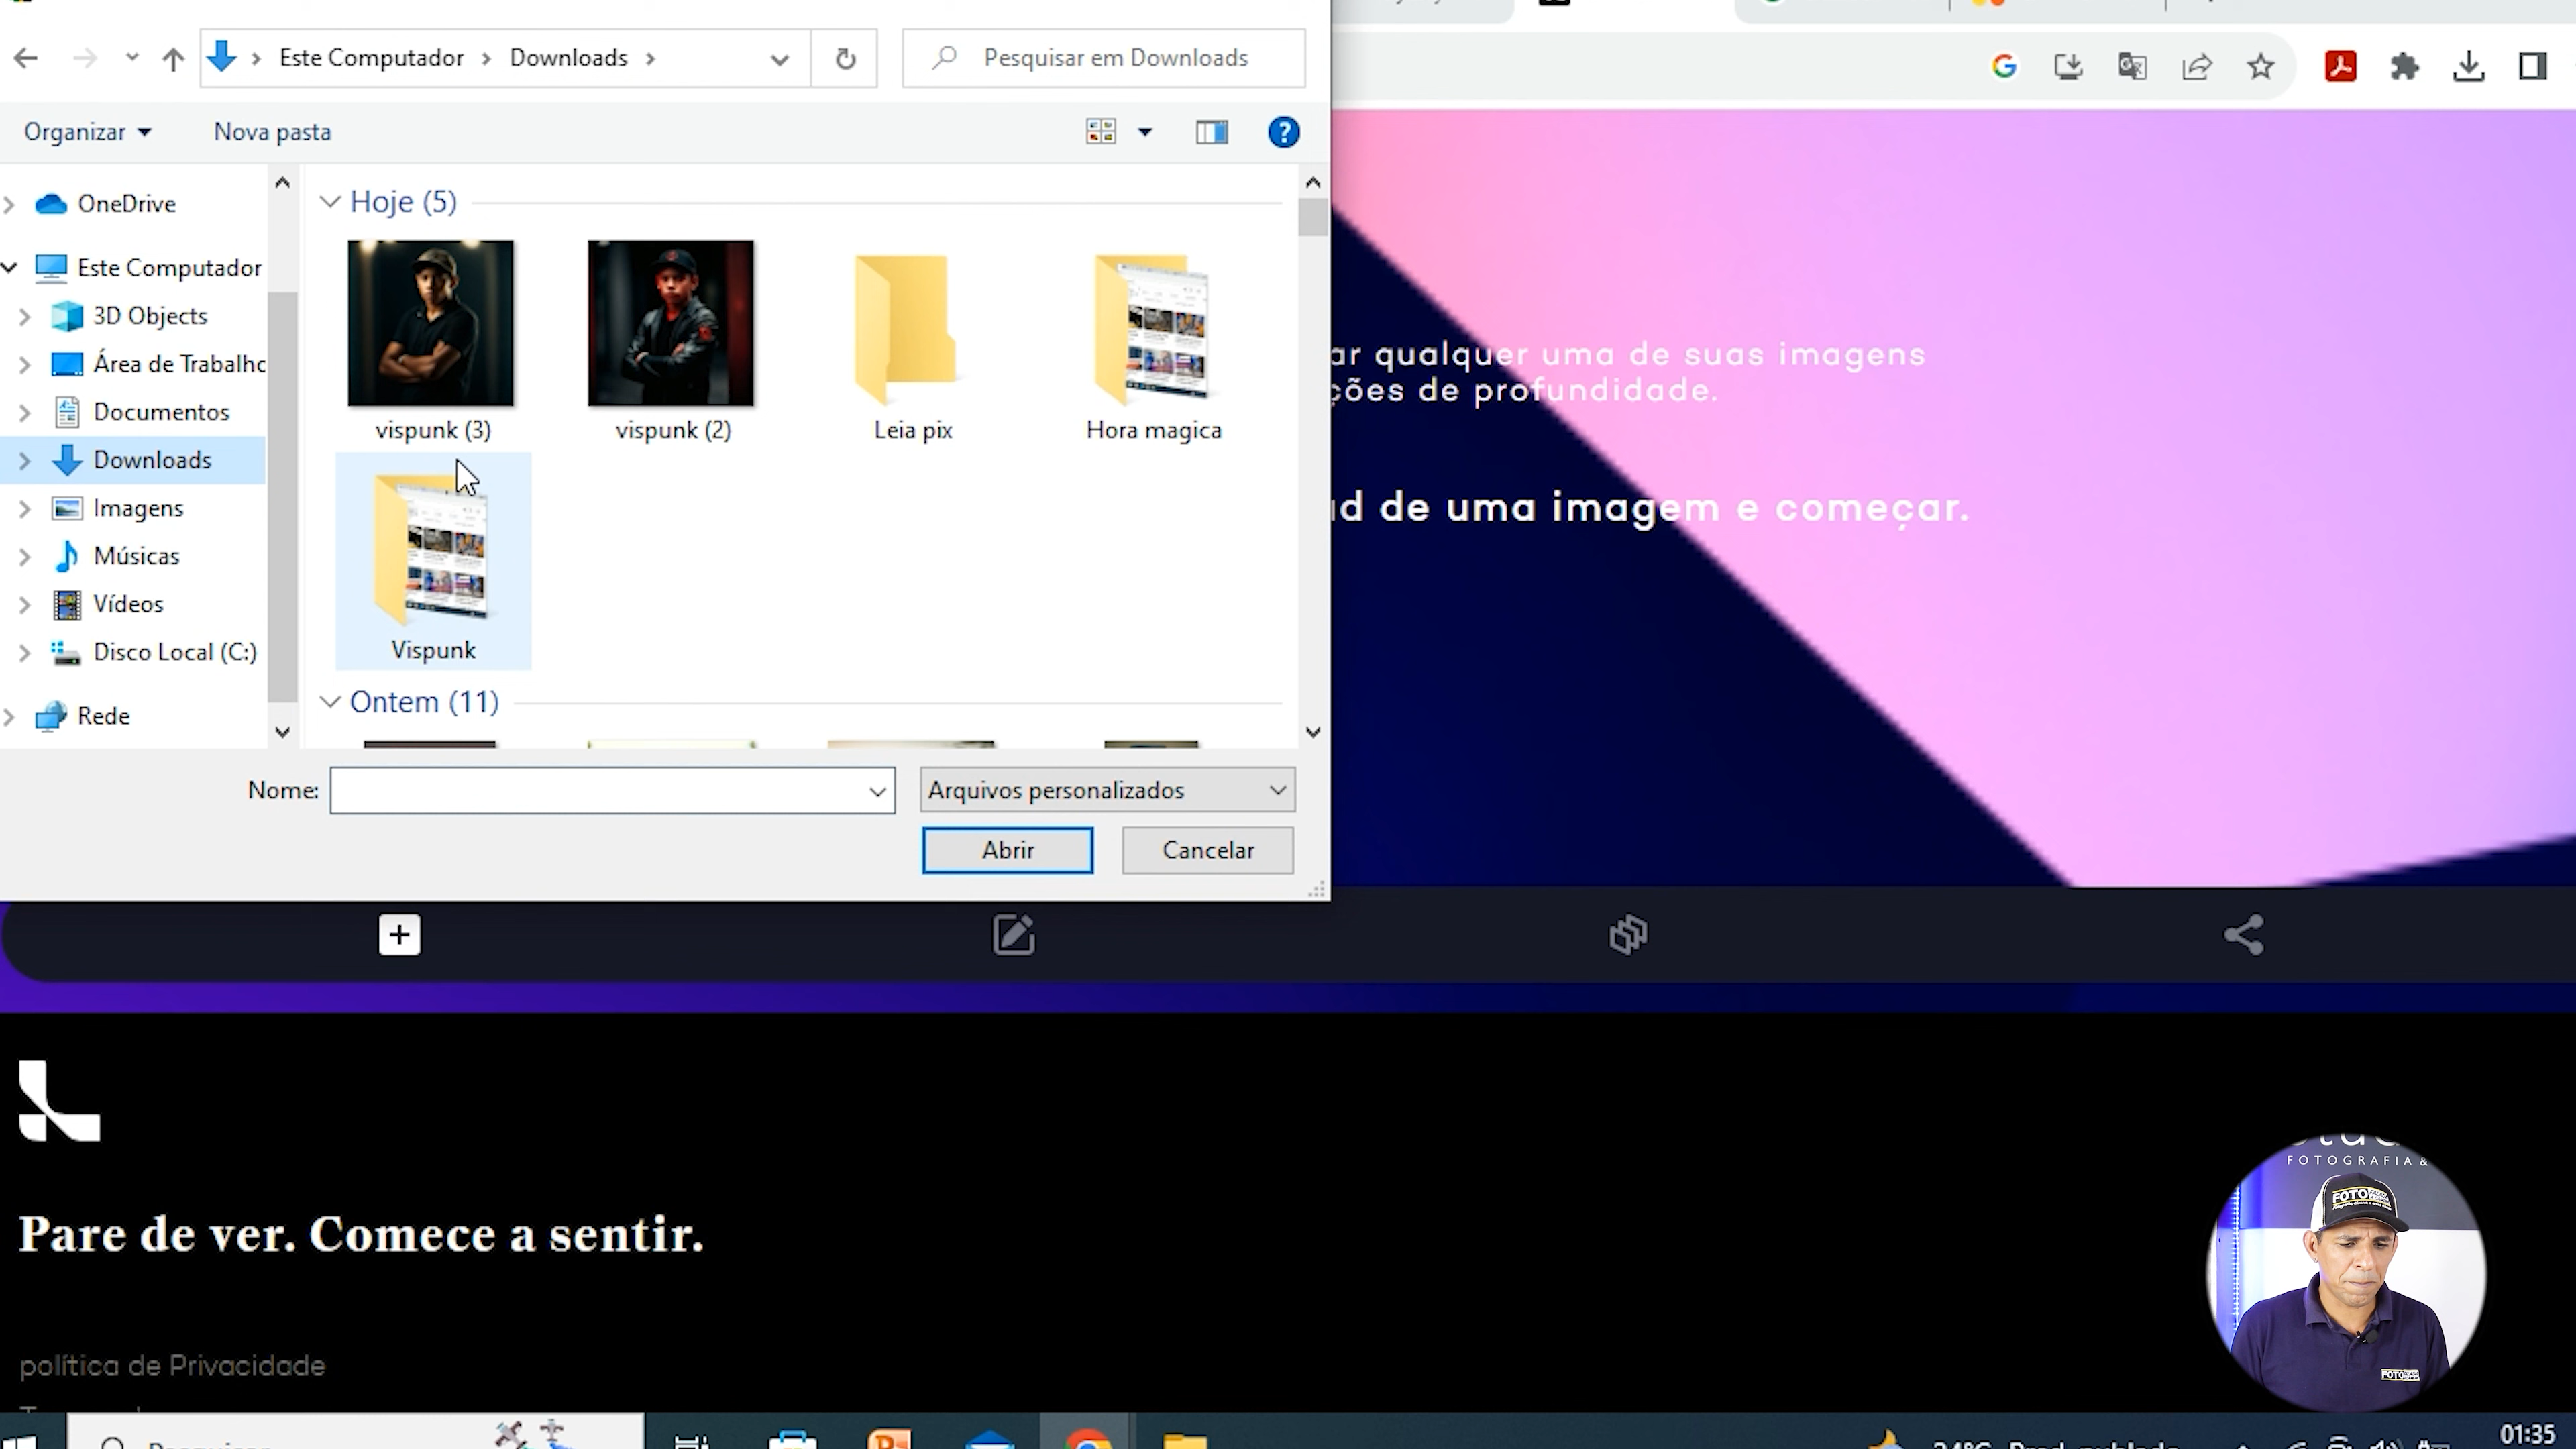 Este Computador
Downloads
Pesquisar em Downloads
Organizar
Nova pasta
OneDrive
Este Computador
3D Objects
Área de Trabalho
Documentos
Downloads
Imagens
Músicas
Vídeos
Disco Local (C:)
Rede
Hoje (5)
vispunk (3)
vispunk (2)
Leia pix
Hora magica
Vispunk
Ontem (11)
Nome:
Arquivos personalizados
Abrir
Cancelar
ar qualquer uma de suas imagens
ções de profundidade.
de uma imagem e começar.
Pare de ver. Comece a sentir.
política de Privacidade
FOTOGRAFIA &
FOTO
FOTO
01:35